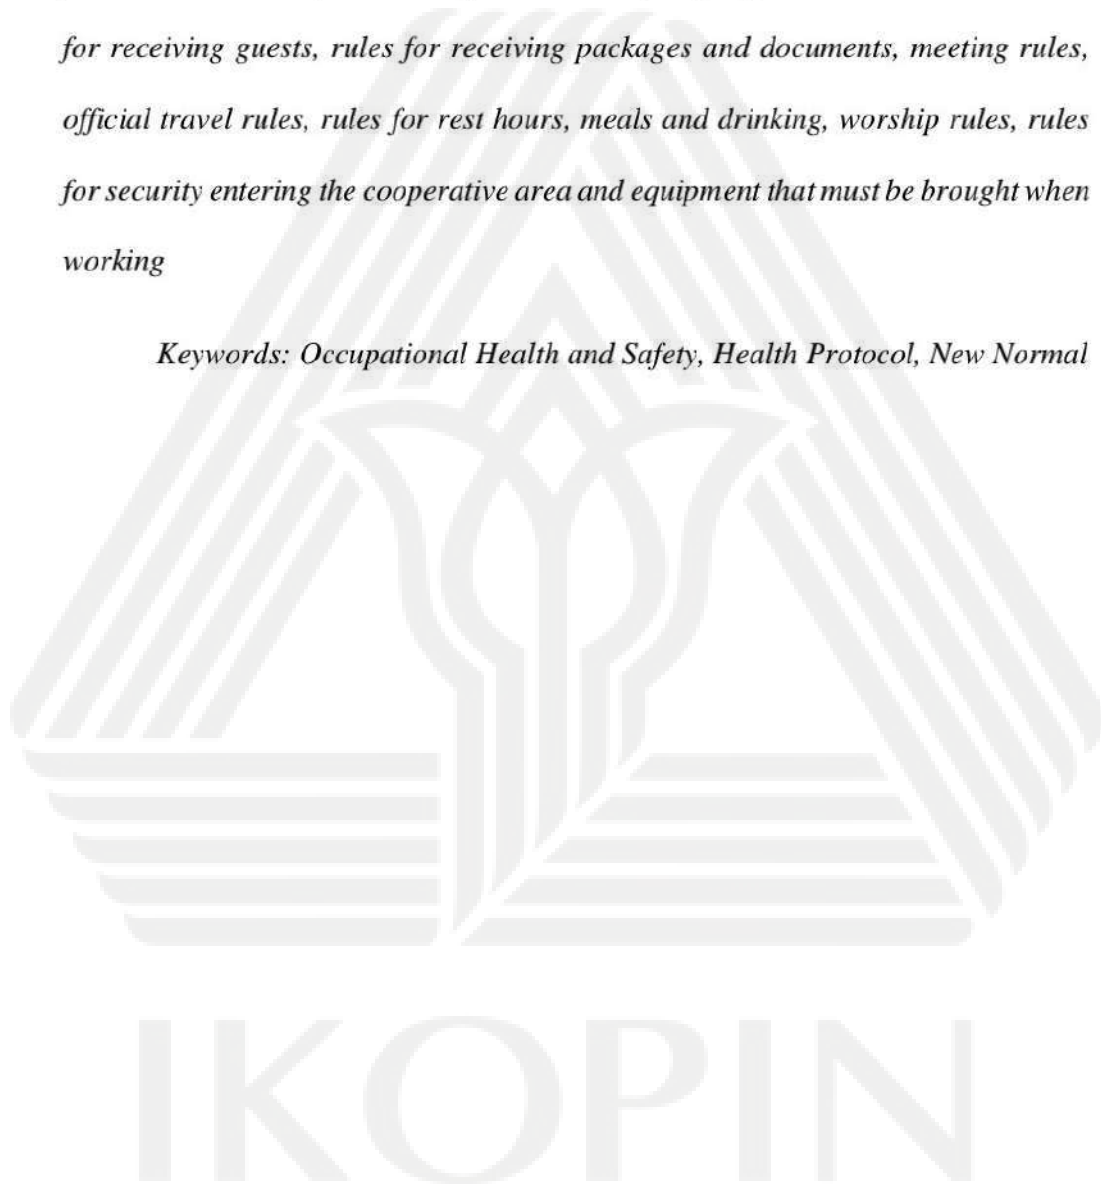 for receiving guests, rules for receiving packages and documents, meeting rules,
official travel rules, rules for rest hours, meals and drinking, worship rules, rules
for security entering the cooperative area and equipment that must be brought when
working
Keywords: Occupational Health and Safety, Health Protocol, New Normal
IKOPIN